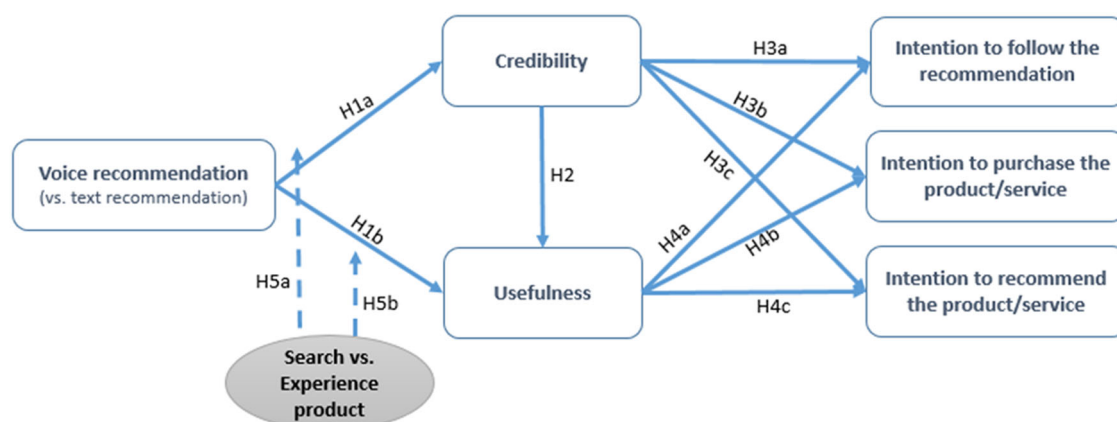 Credibility
H3a
Intention to follow the
recommendation
H1a
H3b
Voice recommendation
(vs. text recommendation)
H2
H3c
Intention to purchase the
product/service
H1b
H4a
H4b
H5a
H5b
Usefulness
H4c
Intention to recommend
the product/service
Search vs.
Experience
product